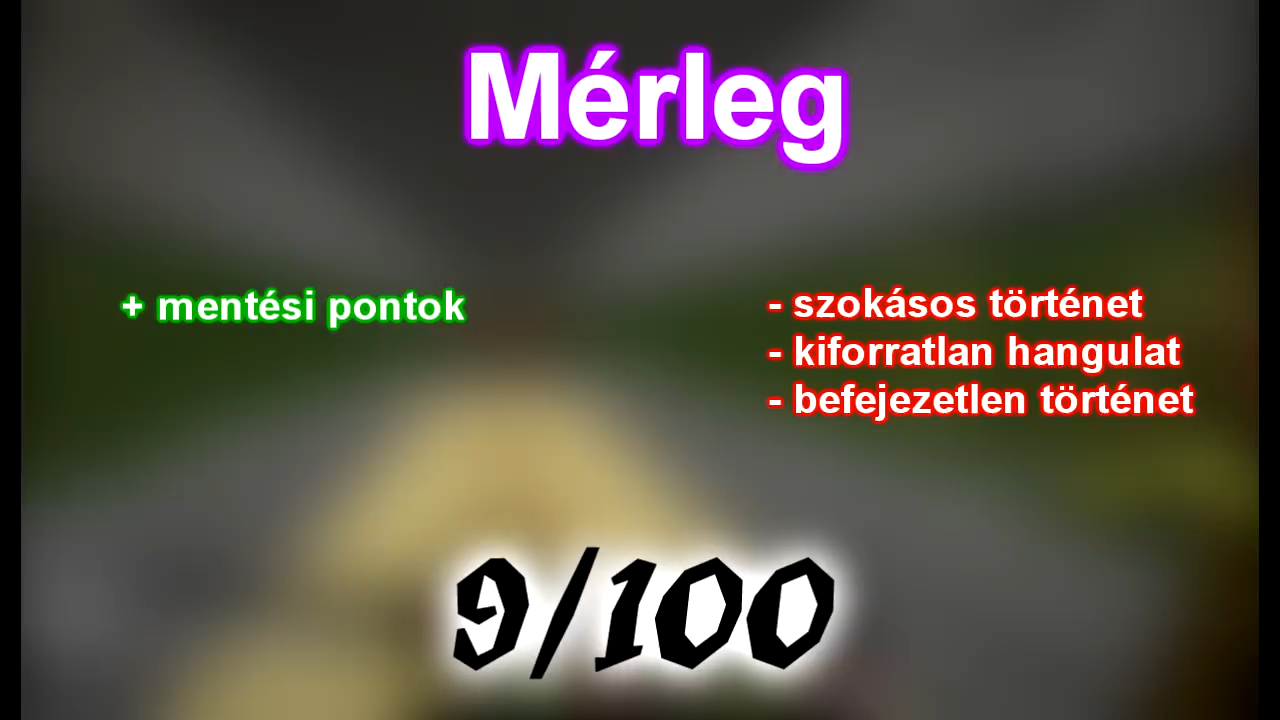 Mérleg
+ mentési pontok
- szokásos történet
- kiforratlan hangulat
- befejezetlen történet
9/100